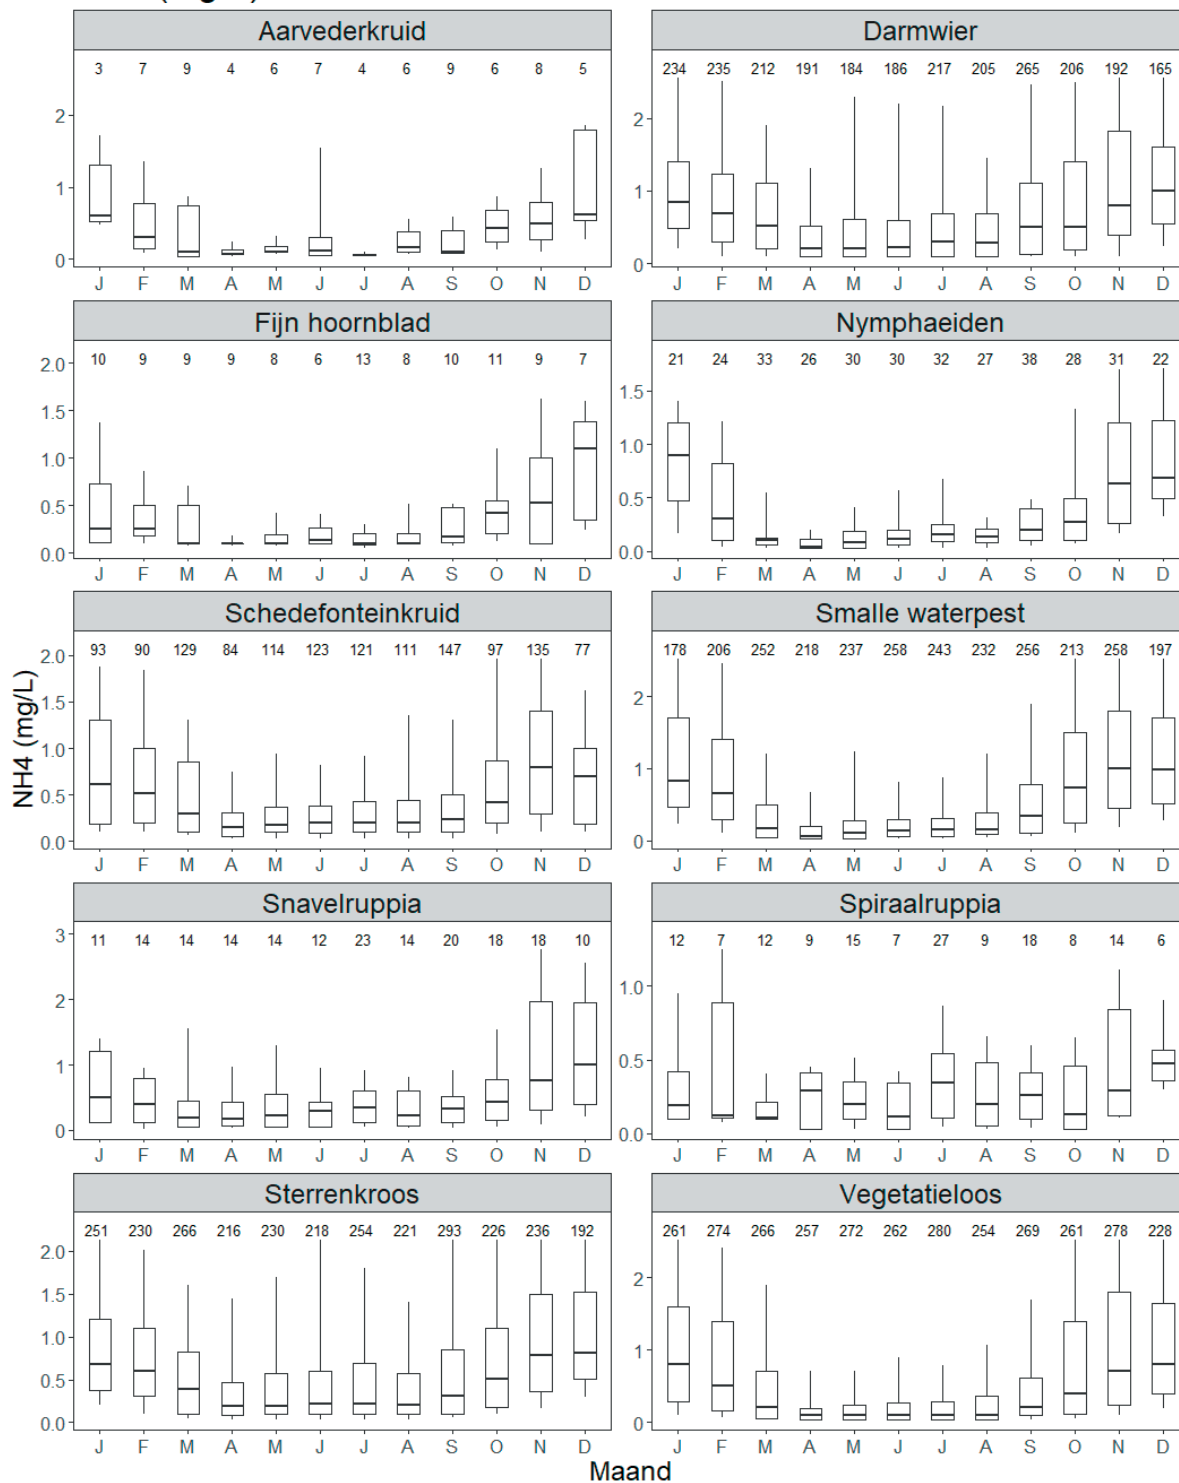 Aarvederkruid Darmwier
3 7 9 4 6 7 4 6 9 6 8 5 234 235 212 191 184 186 217 205 265 206 192 165
2 2
1 1
0 0
J F M A M J J A S O N D J F M A M J J A S O N D
Fijn hoornblad Nymphaeiden
10 9 9 9 8 6 13 8 10 11 9 7 21 24 33 26 30 30 32 27 38 28 31 22
2.0
1.5 1.5
1.0 1.0
0.5 0.5
0.0 0.0
J F M A M J J A S O N D J F M A M J J A S O N D
Schedefonteinkruid Smalle waterpest
93 90 129 84 114 123 121 111 147 97 135 77 178 206 252 218 237 258 243 232 256 213 258 197
2.0 2
1.5
1.0 1
0.5
0.0 0
J F M A M J J A S O N D J F M A M J J A S O N D
NH4 (mg/L)
Snavelruppia Spiraalruppia
11 14 14 14 14 12 23 14 20 18 18 10 12 7 12 9 15 7 27 9 18 8 14 6
3
2 1.0
1 0.5
0 0.0
J F M A M J J A S O N D J F M A M J J A S O N D
Sterrenkroos Vegetatieloos
251 230 266 216 230 218 254 221 293 226 236 192 261 274 266 257 272 262 280 254 269 261 278 228
2.0 2
1.5
1.0 1
0.5
0.0 0
J F M A M J J A S O N D J F M A M J J A S O N D
Maand